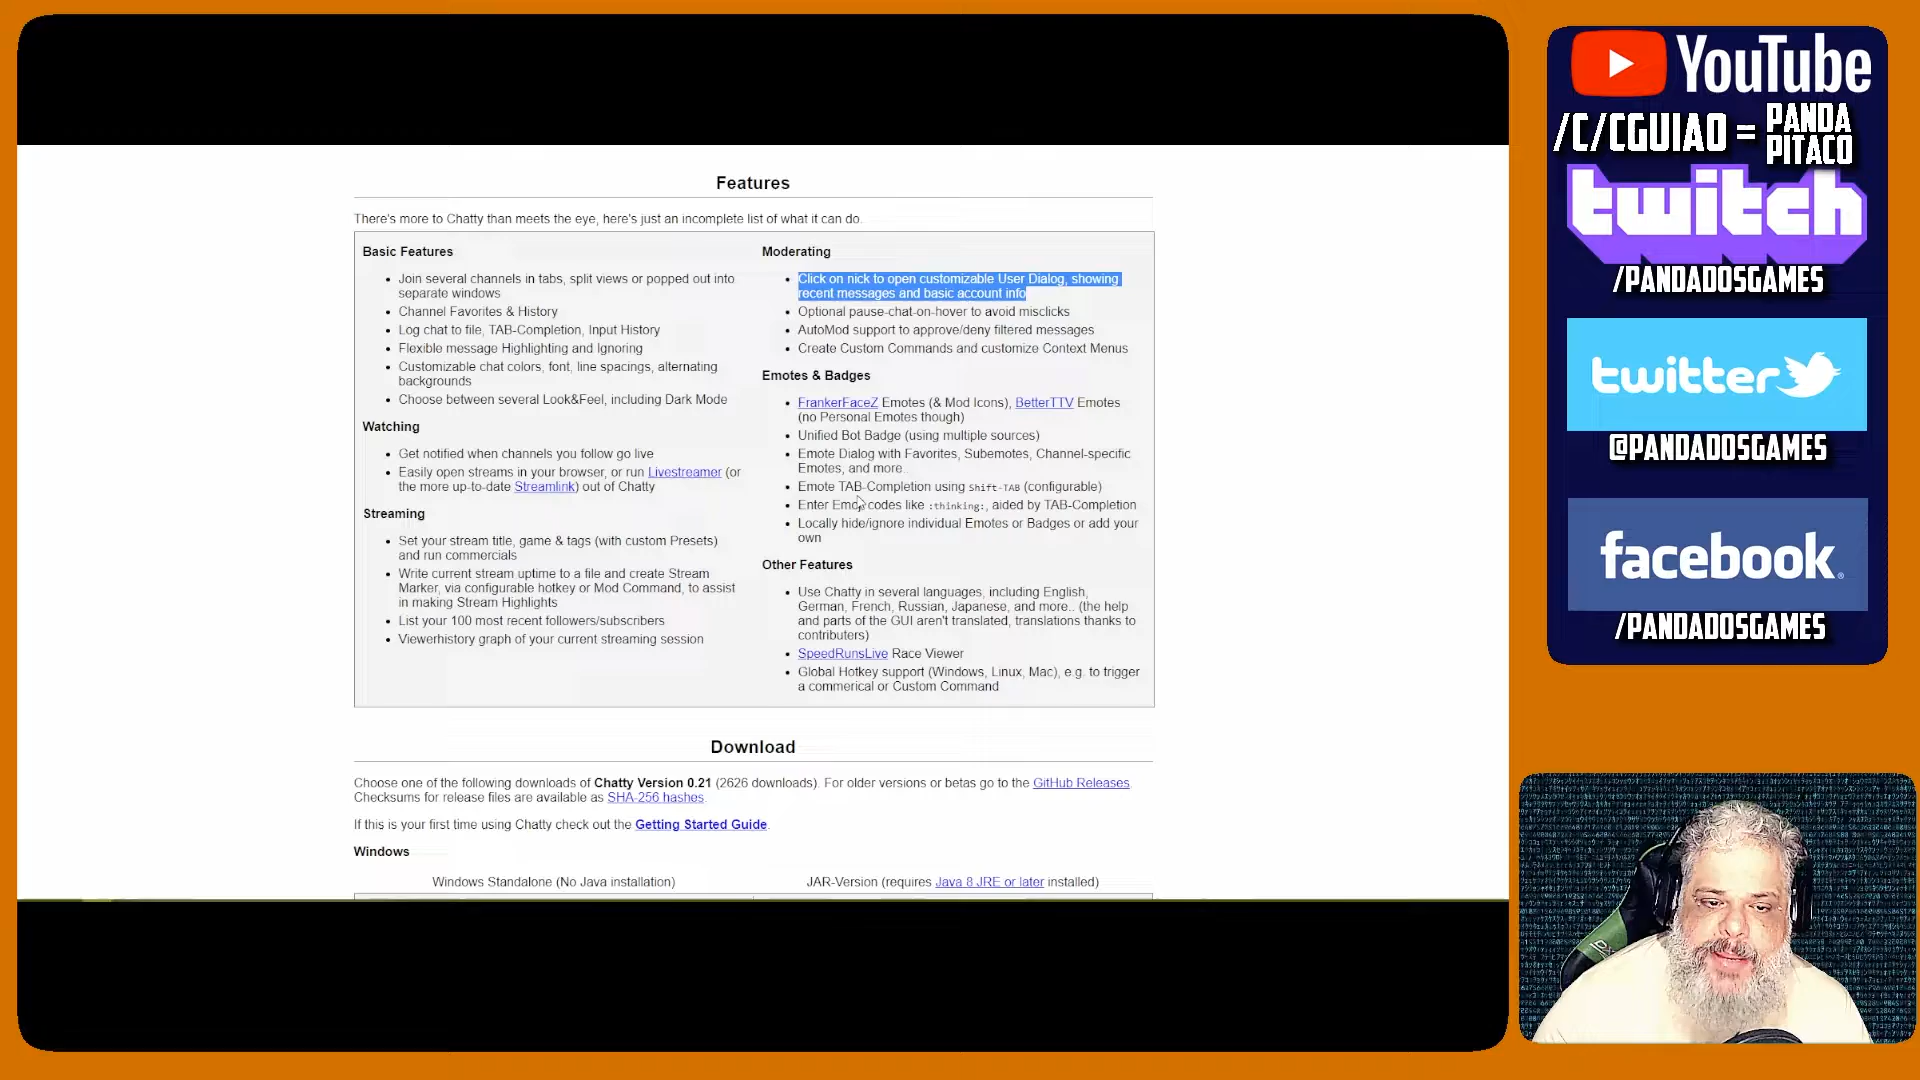 Features
There's more to Chatty than meets the eye, here's just an incomplete list of what it can do.
Basic Features
Join several channels in tabs, split views or popped out into
separate windows
Channel Favorites & History
Log chat to file, TAB-Completion, Input History
Flexible message Highlighting and Ignoring
Customizable chat colors, font, line spacings, alternating
backgrounds
Choose between several Look&Feel, including Dark Mode
Watching
Get notified when channels you follow go live
Easily open streams in your browser, or run Livestreamer (or
the more up-to-date Streamlink) out of Chatty
Streaming
Set your stream title, game & tags (with custom Presets)
and run commercials
Write current stream uptime to a file and create Stream
Marker, via configurable hotkey or Mod Command, to assist
in making Stream Highlights
List your 100 most recent followers/subscribers
Viewerhistory graph of your current streaming session
Moderating
Click on nick to open customizable User Dialog, showing
recent messages and basic account info
Optional pause-chat-on-hover to avoid misclicks
AutoMod support to approve/deny filtered messages
Create Custom Commands and customize Context Menus
Emotes & Badges
FrankerFaceZ Emotes (& Mod Icons), BetterTTV Emotes
(no Personal Emotes though)
Unified Bot Badge (using multiple sources)
Emote Dialog with Favorites, Subemotes, Channel-specific
Emotes, and more..
Emote TAB-Completion using Shift-TAB (configurable)
Enter Emoji codes like :thinking:, aided by TAB-Completion
Locally hide/ignore individual Emotes or Badges or add your
own
Other Features
Use Chatty in several languages, including English,
German, French, Russian, Japanese, and more.. (the help
and parts of the GUI aren't translated, translations thanks to
contributers)
SpeedRunsLive Race Viewer
Global Hotkey support (Windows, Linux, Mac), e.g. to trigger
a commerical or Custom Command
Download
Choose one of the following downloads of Chatty Version 0.21 (2626 downloads). For older versions or betas go to the GitHub Releases.
Checksums for release files are available as SHA-256 hashes.
If this is your first time using Chatty check out the Getting Started Guide.
Windows
Windows Standalone (No Java installation)
JAR-Version (requires Java 8 JRE or later installed)
YouTube
/C/CGUIAO = PANDA
PITACO
twitch
/PANDADOSGAMES
twitter
@PANDADOSGAMES
facebook
/PANDADOSGAMES